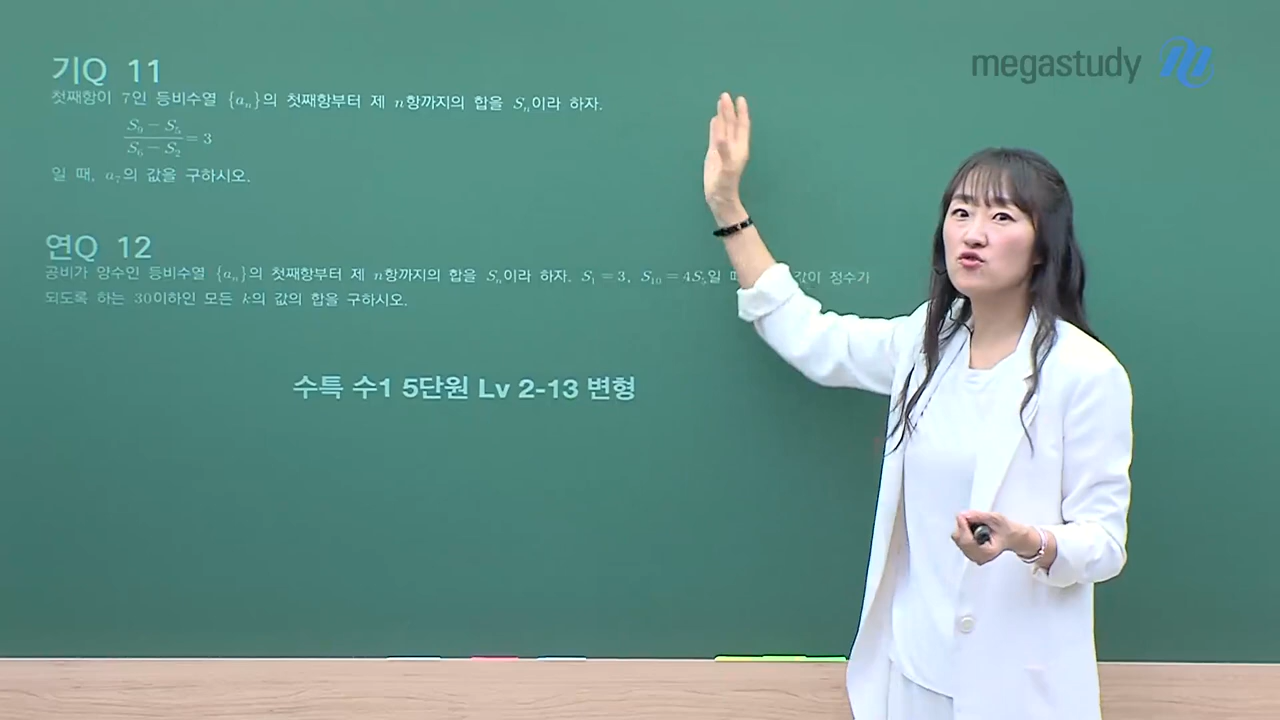 megastudy
기Q 11
첫째항이 7인 등비수열 {aₙ}의 첫째항부터 제 n항까지의 합을 Sₙ이라 하자.
(S₉ − S₅)/(S₆ − S₂) = 3
일 때, a₇의 값을 구하시오.
연Q 12
공비가 양수인 등비수열 {aₙ}의 첫째항부터 제 n항까지의 합을 Sₙ이라 하자. S₁ = 3, S₁₀ = 4S₅일 값이 정수가
되도록 하는 30이하인 모든 k의 값의 합을 구하시오.
수특 수1 5단원 Lv 2-13 변형